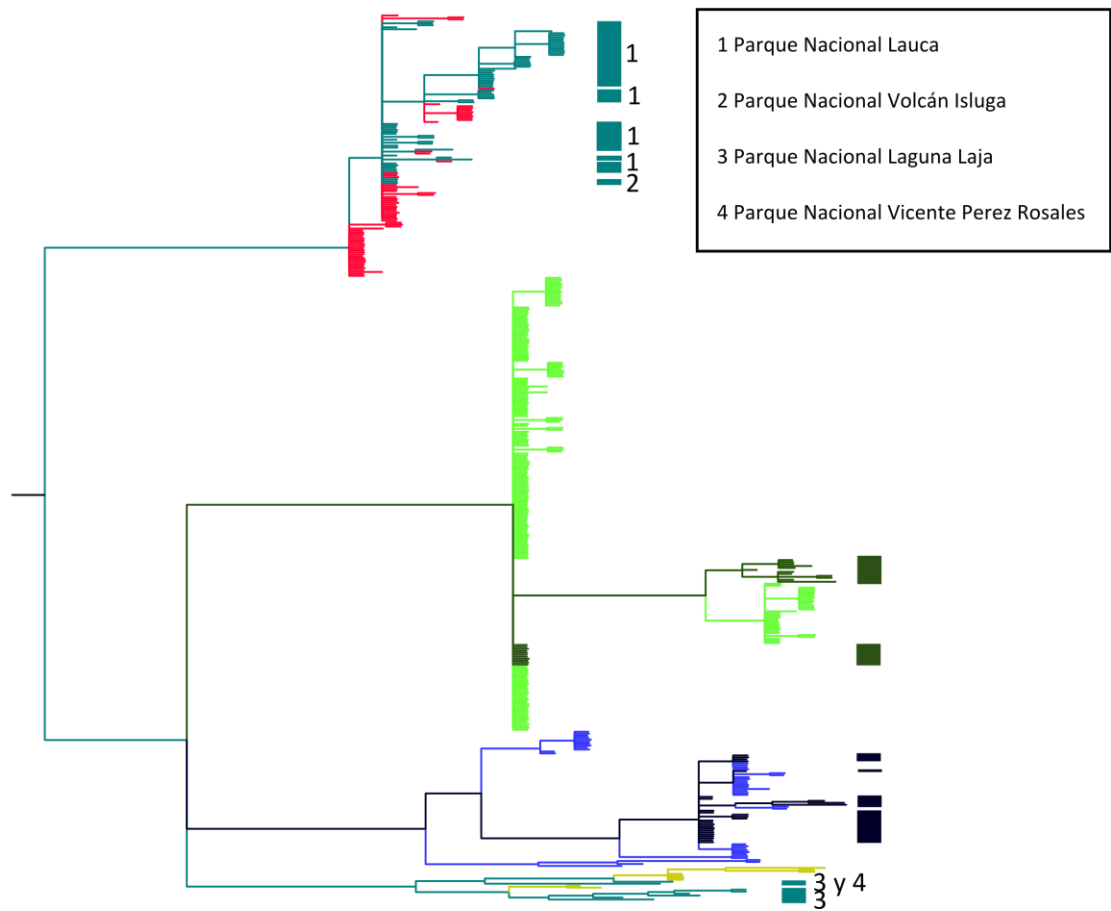 1
1
1
1
2
1 Parque Nacional Lauca
2 Parque Nacional Volcán Isluga
3 Parque Nacional Laguna Laja
4 Parque Nacional Vicente Perez Rosales
3 y 4
3